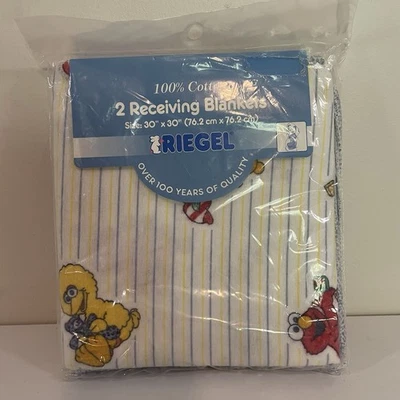 100% Cotton
2 Receiving Blankets
Size: 30" x 30" (76.2 cm x 76.2 cm)
RIEGEL®
OVER 100 YEARS OF QUALITY